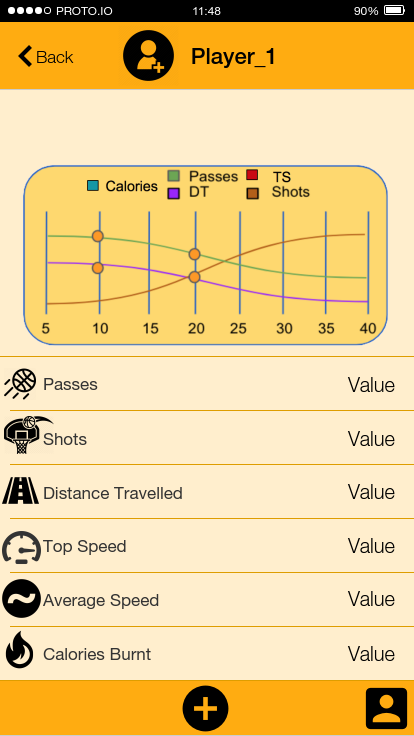 PROTO.IO 11:48 90%
Back Player_1
Calories Passes TS
DT Shots
5 10 15 20 25 30 35 40
Passes Value
Shots Value
Distance Travelled Value
Top Speed Value
Average Speed Value
Calories Burnt Value